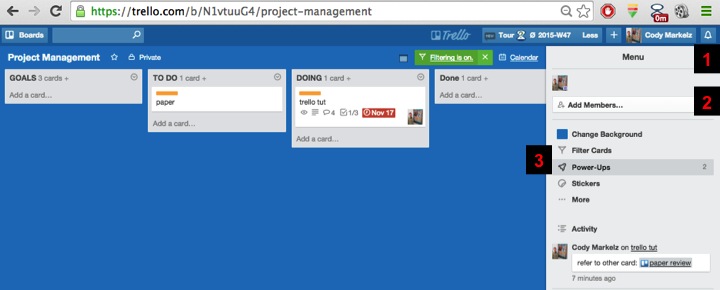 https://trello.com/b/N1vtuuG4/project-management
0m
Boards
Trello
Tour
Ø 2015-W47
Less
Cody Markelz
Project Management
Private
Filtering is on.
Calendar
GOALS 3 cards +
Add a card…
TO DO 1 card +
paper
Add a card…
DOING 1 card +
trello tut
4
1/3
Nov 17
Add a card…
Done 1 card +
Add a card…
Menu
1
Add Members…
2
Change Background
Filter Cards
3
Power-Ups
2
Stickers
More
Activity
Cody Markelz on trello tut
refer to other card: paper review
7 minutes ago